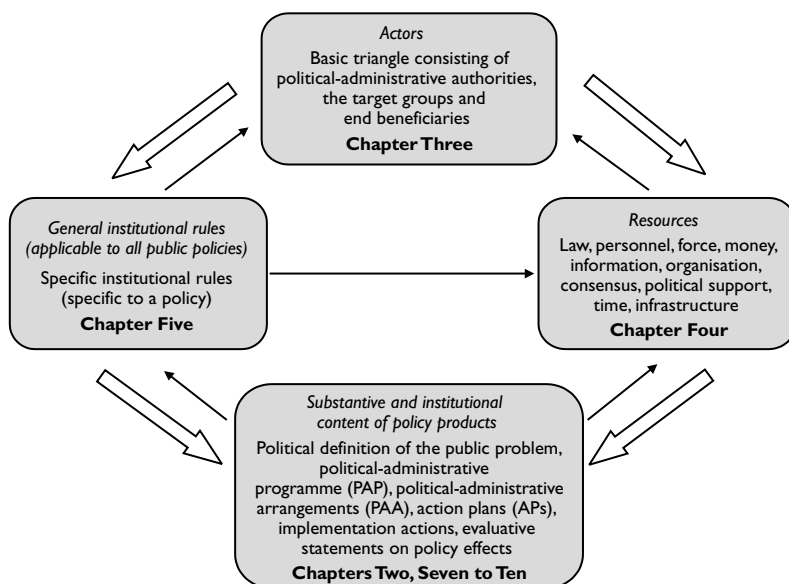 Actors
Basic triangle consisting of
political-administrative authorities,
the target groups and
end beneficiaries
Chapter Three
General institutional rules
(applicable to all public policies)
Specific institutional rules
(specific to a policy)
Chapter Five
Resources
Law, personnel, force, money,
information, organisation,
consensus, political support,
time, infrastructure
Chapter Four
Substantive and institutional
content of policy products
Political definition of the public problem,
political-administrative
programme (PAP), political-administrative
arrangements (PAA), action plans (APs),
implementation actions, evaluative
statements on policy effects
Chapters Two, Seven to Ten